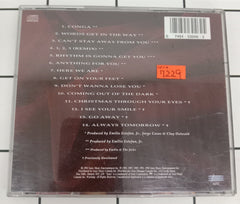 1. CONGA **
2. WORDS GET IN THE WAY **
3. CAN'T STAY AWAY FROM YOU ***
4. 1, 2, 3 (REMIX) ***
5. RHYTHM IS GONNA GET YOU ***
6. ANYTHING FOR YOU ***
7. HERE WE ARE *
8. GET ON YOUR FEET *
9. DON'T WANNA LOSE YOU *
10. COMING OUT OF THE DARK *
11. CHRISTMAS THROUGH YOUR EYES * †
12. I SEE YOUR SMILE * †
13. GO AWAY * †
14. ALWAYS TOMORROW * †
* Produced by Emilio Estefan, Jr., Jorge Casas & Clay Ostwald
** Produced by Emilio Estefan, Jr.
*** Produced by Emilio & The Jerks
† Previously Unreleased
7229